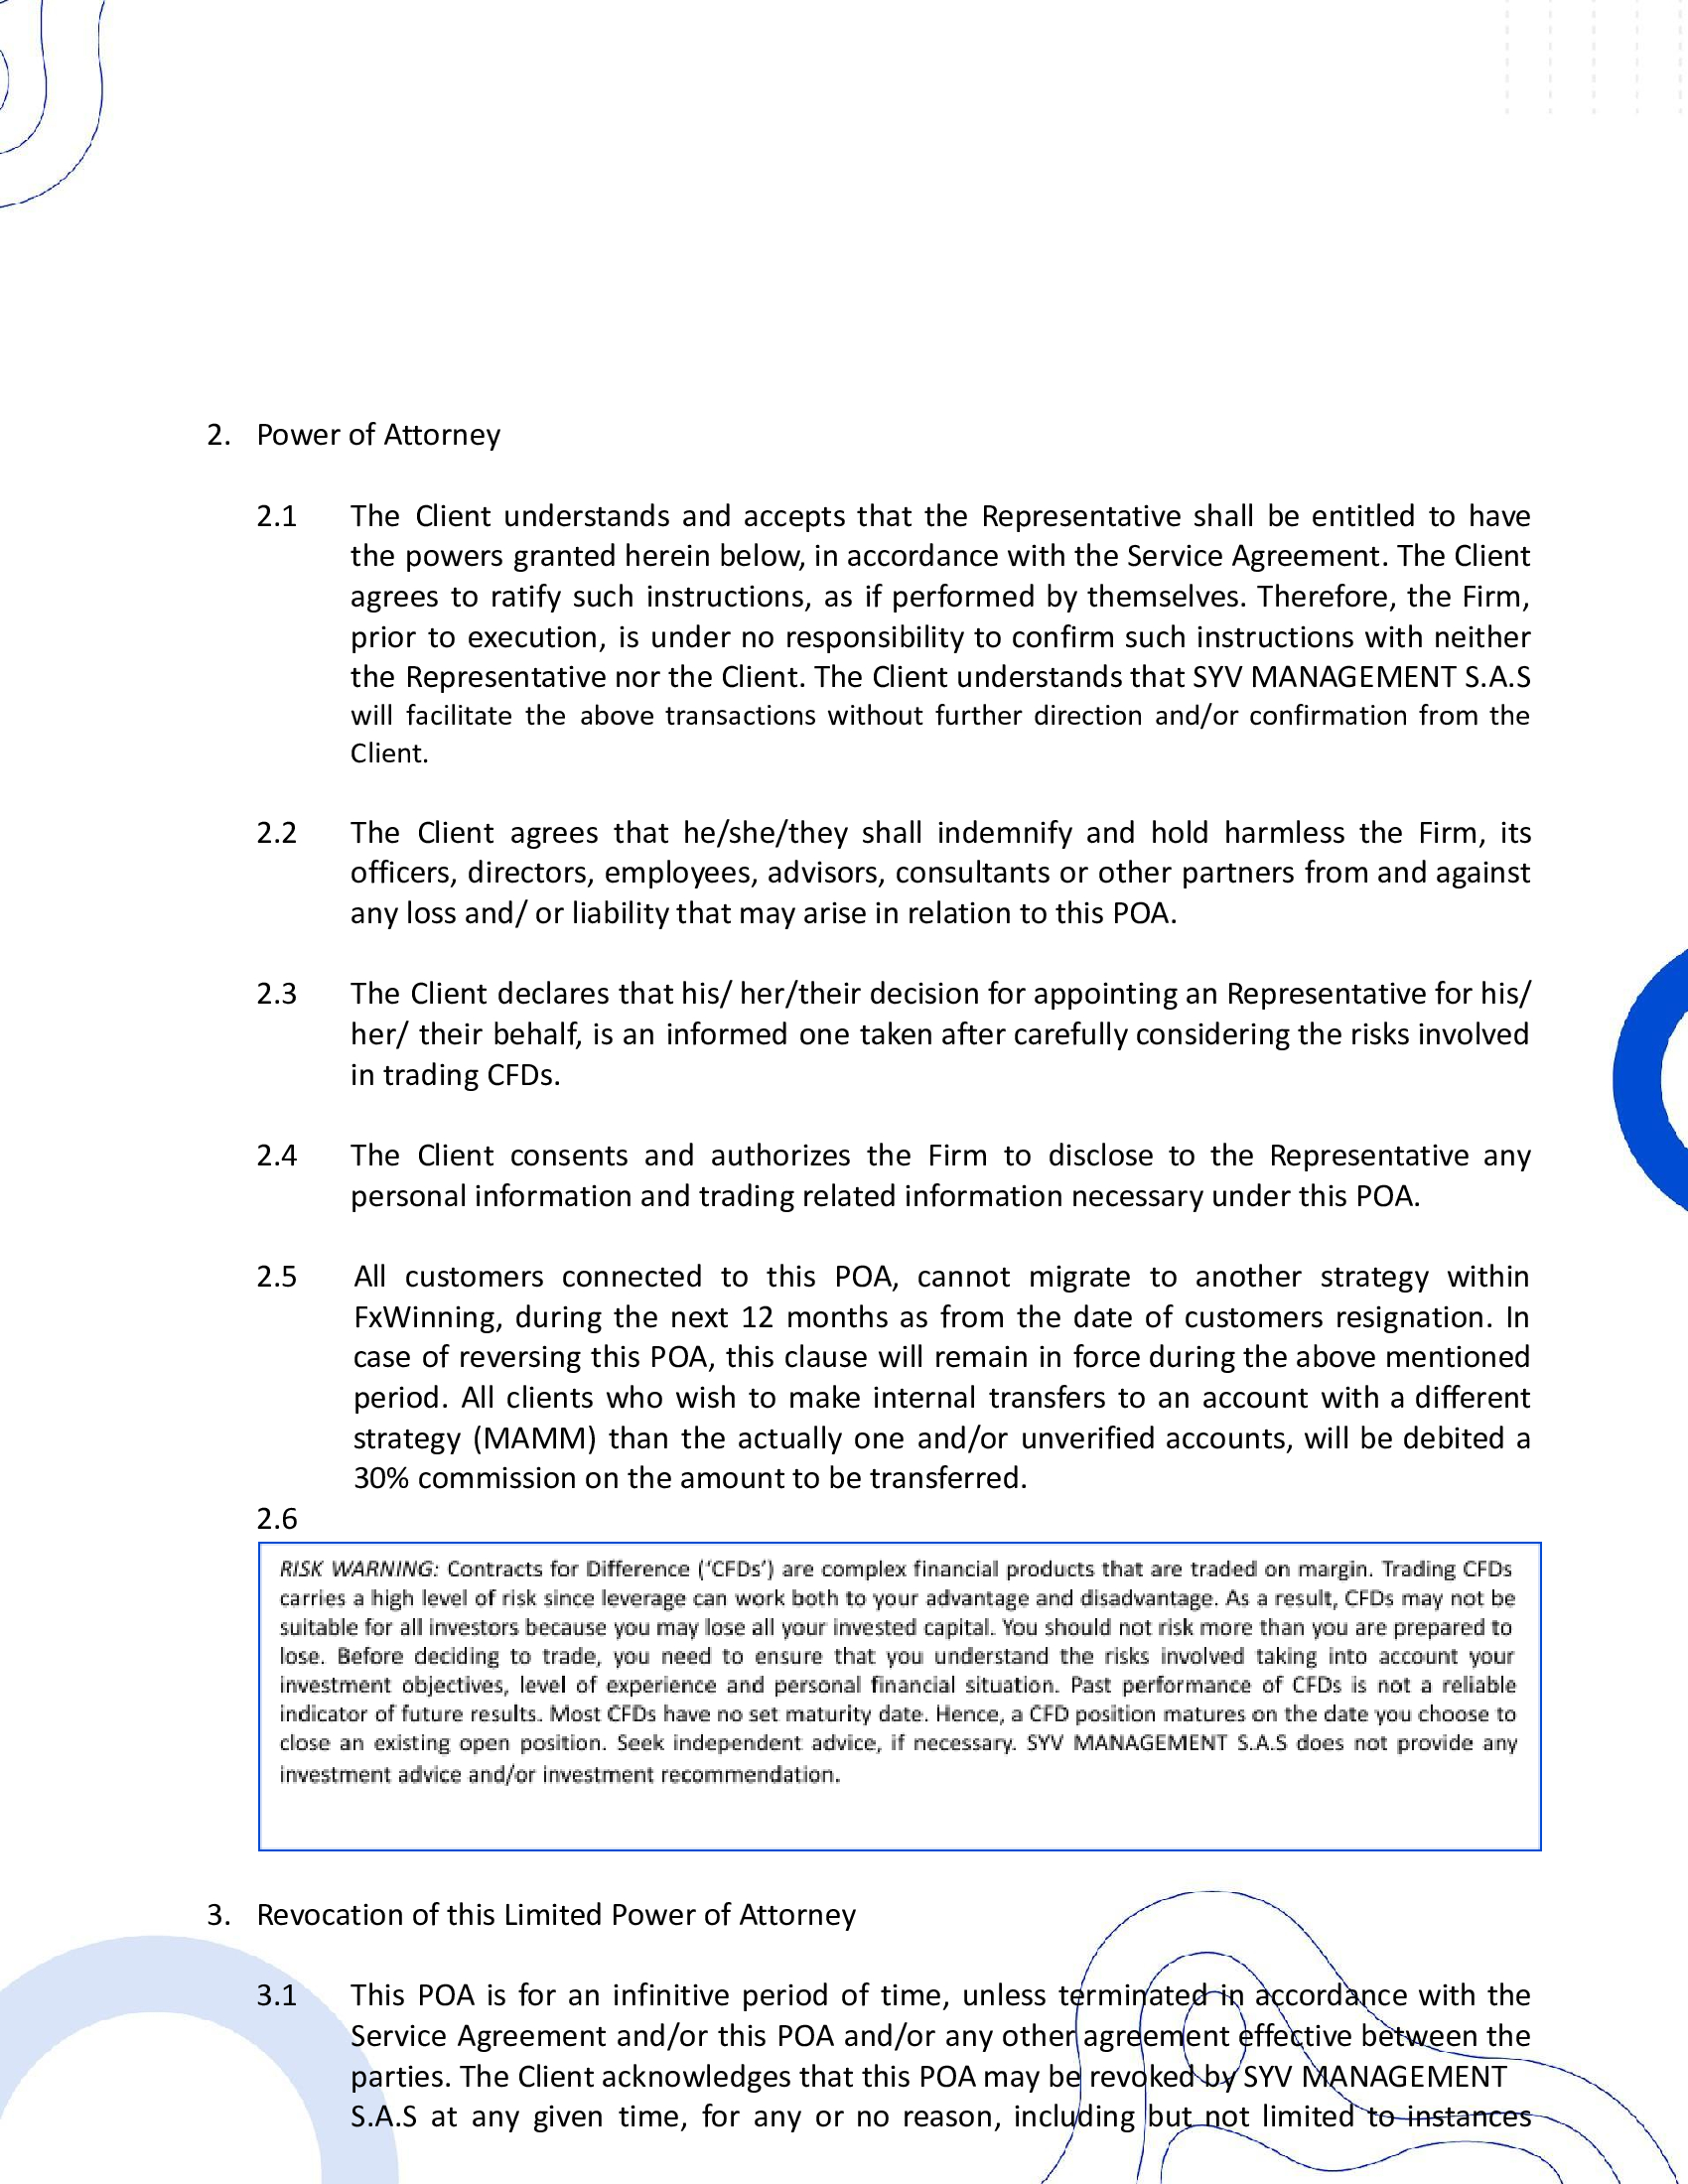 2. Power of Attorney
2.1 The Client understands and accepts that the Representative shall be entitled to have
the powers granted herein below, in accordance with the Service Agreement. The Client
agrees to ratify such instructions, as if performed by themselves. Therefore, the Firm,
prior to execution, is under no responsibility to confirm such instructions with neither
the Representative nor the Client. The Client understands that SYV MANAGEMENT S.A.S
will facilitate the above transactions without further direction and/or confirmation from the
Client.
2.2 The Client agrees that he/she/they shall indemnify and hold harmless the Firm, its
officers, directors, employees, advisors, consultants or other partners from and against
any loss and/ or liability that may arise in relation to this POA.
2.3 The Client declares that his/ her/their decision for appointing an Representative for his/
her/ their behalf, is an informed one taken after carefully considering the risks involved
in trading CFDs.
2.4 The Client consents and authorizes the Firm to disclose to the Representative any
personal information and trading related information necessary under this POA.
2.5 All customers connected to this POA, cannot migrate to another strategy within
FxWinning, during the next 12 months as from the date of customers resignation. In
case of reversing this POA, this clause will remain in force during the above mentioned
period. All clients who wish to make internal transfers to an account with a different
strategy (MAMM) than the actually one and/or unverified accounts, will be debited a
30% commission on the amount to be transferred.
2.6
RISK WARNING: Contracts for Difference (‘CFDs’) are complex financial products that are traded on margin. Trading CFDs
carries a high level of risk since leverage can work both to your advantage and disadvantage. As a result, CFDs may not be
suitable for all investors because you may lose all your invested capital. You should not risk more than you are prepared to
lose. Before deciding to trade, you need to ensure that you understand the risks involved taking into account your
investment objectives, level of experience and personal financial situation. Past performance of CFDs is not a reliable
indicator of future results. Most CFDs have no set maturity date. Hence, a CFD position matures on the date you choose to
close an existing open position. Seek independent advice, if necessary. SYV MANAGEMENT S.A.S does not provide any
investment advice and/or investment recommendation.
3. Revocation of this Limited Power of Attorney
3.1 This POA is for an infinitive period of time, unless terminated in accordance with the
Service Agreement and/or this POA and/or any other agreement effective between the
parties. The Client acknowledges that this POA may be revoked by SYV MANAGEMENT
S.A.S at any given time, for any or no reason, including but not limited to instances